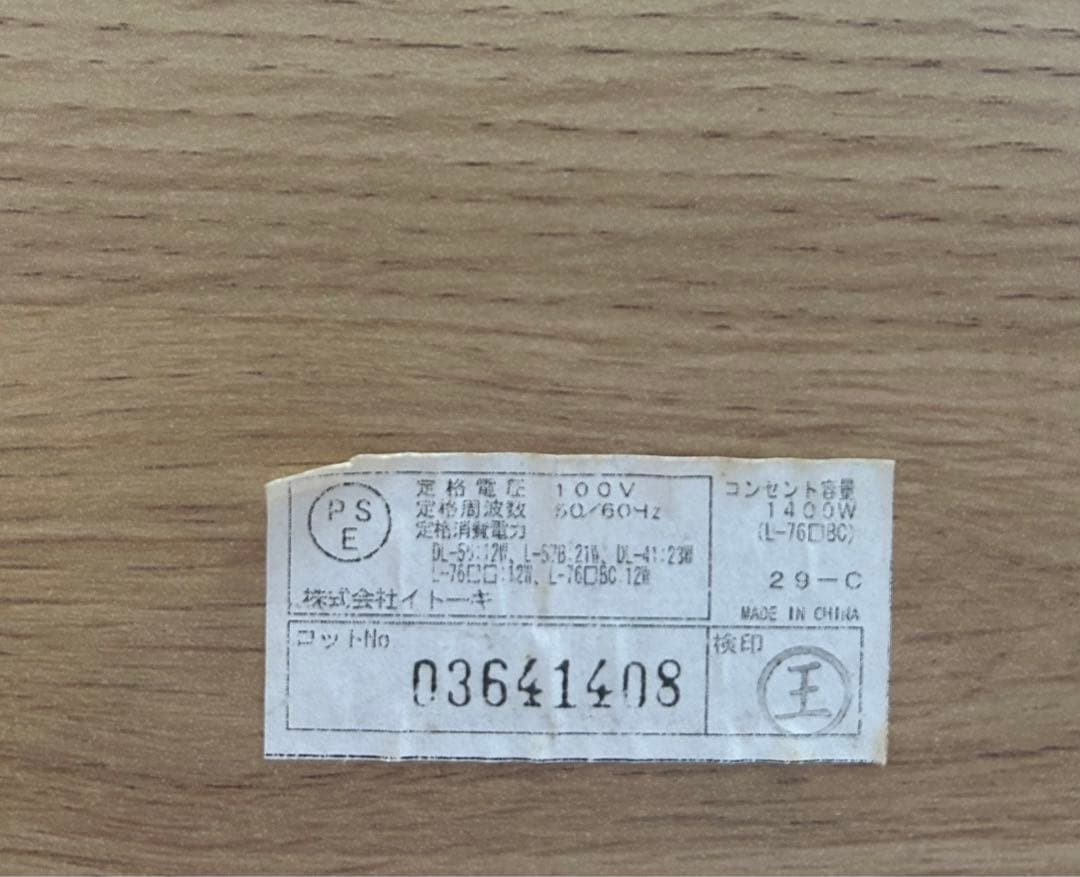 PS
E
定格電圧 100V
定格周波数 50/60Hz
定格消費電力
L-57B:21W、DL-41:23W
L-76□□:12W、L-76□BC:12W
株式会社イトーキ
コンセント容量
1400W
(L-76□BC)
29-C
MADE IN CHINA
ロットNo
03641408
検印
王